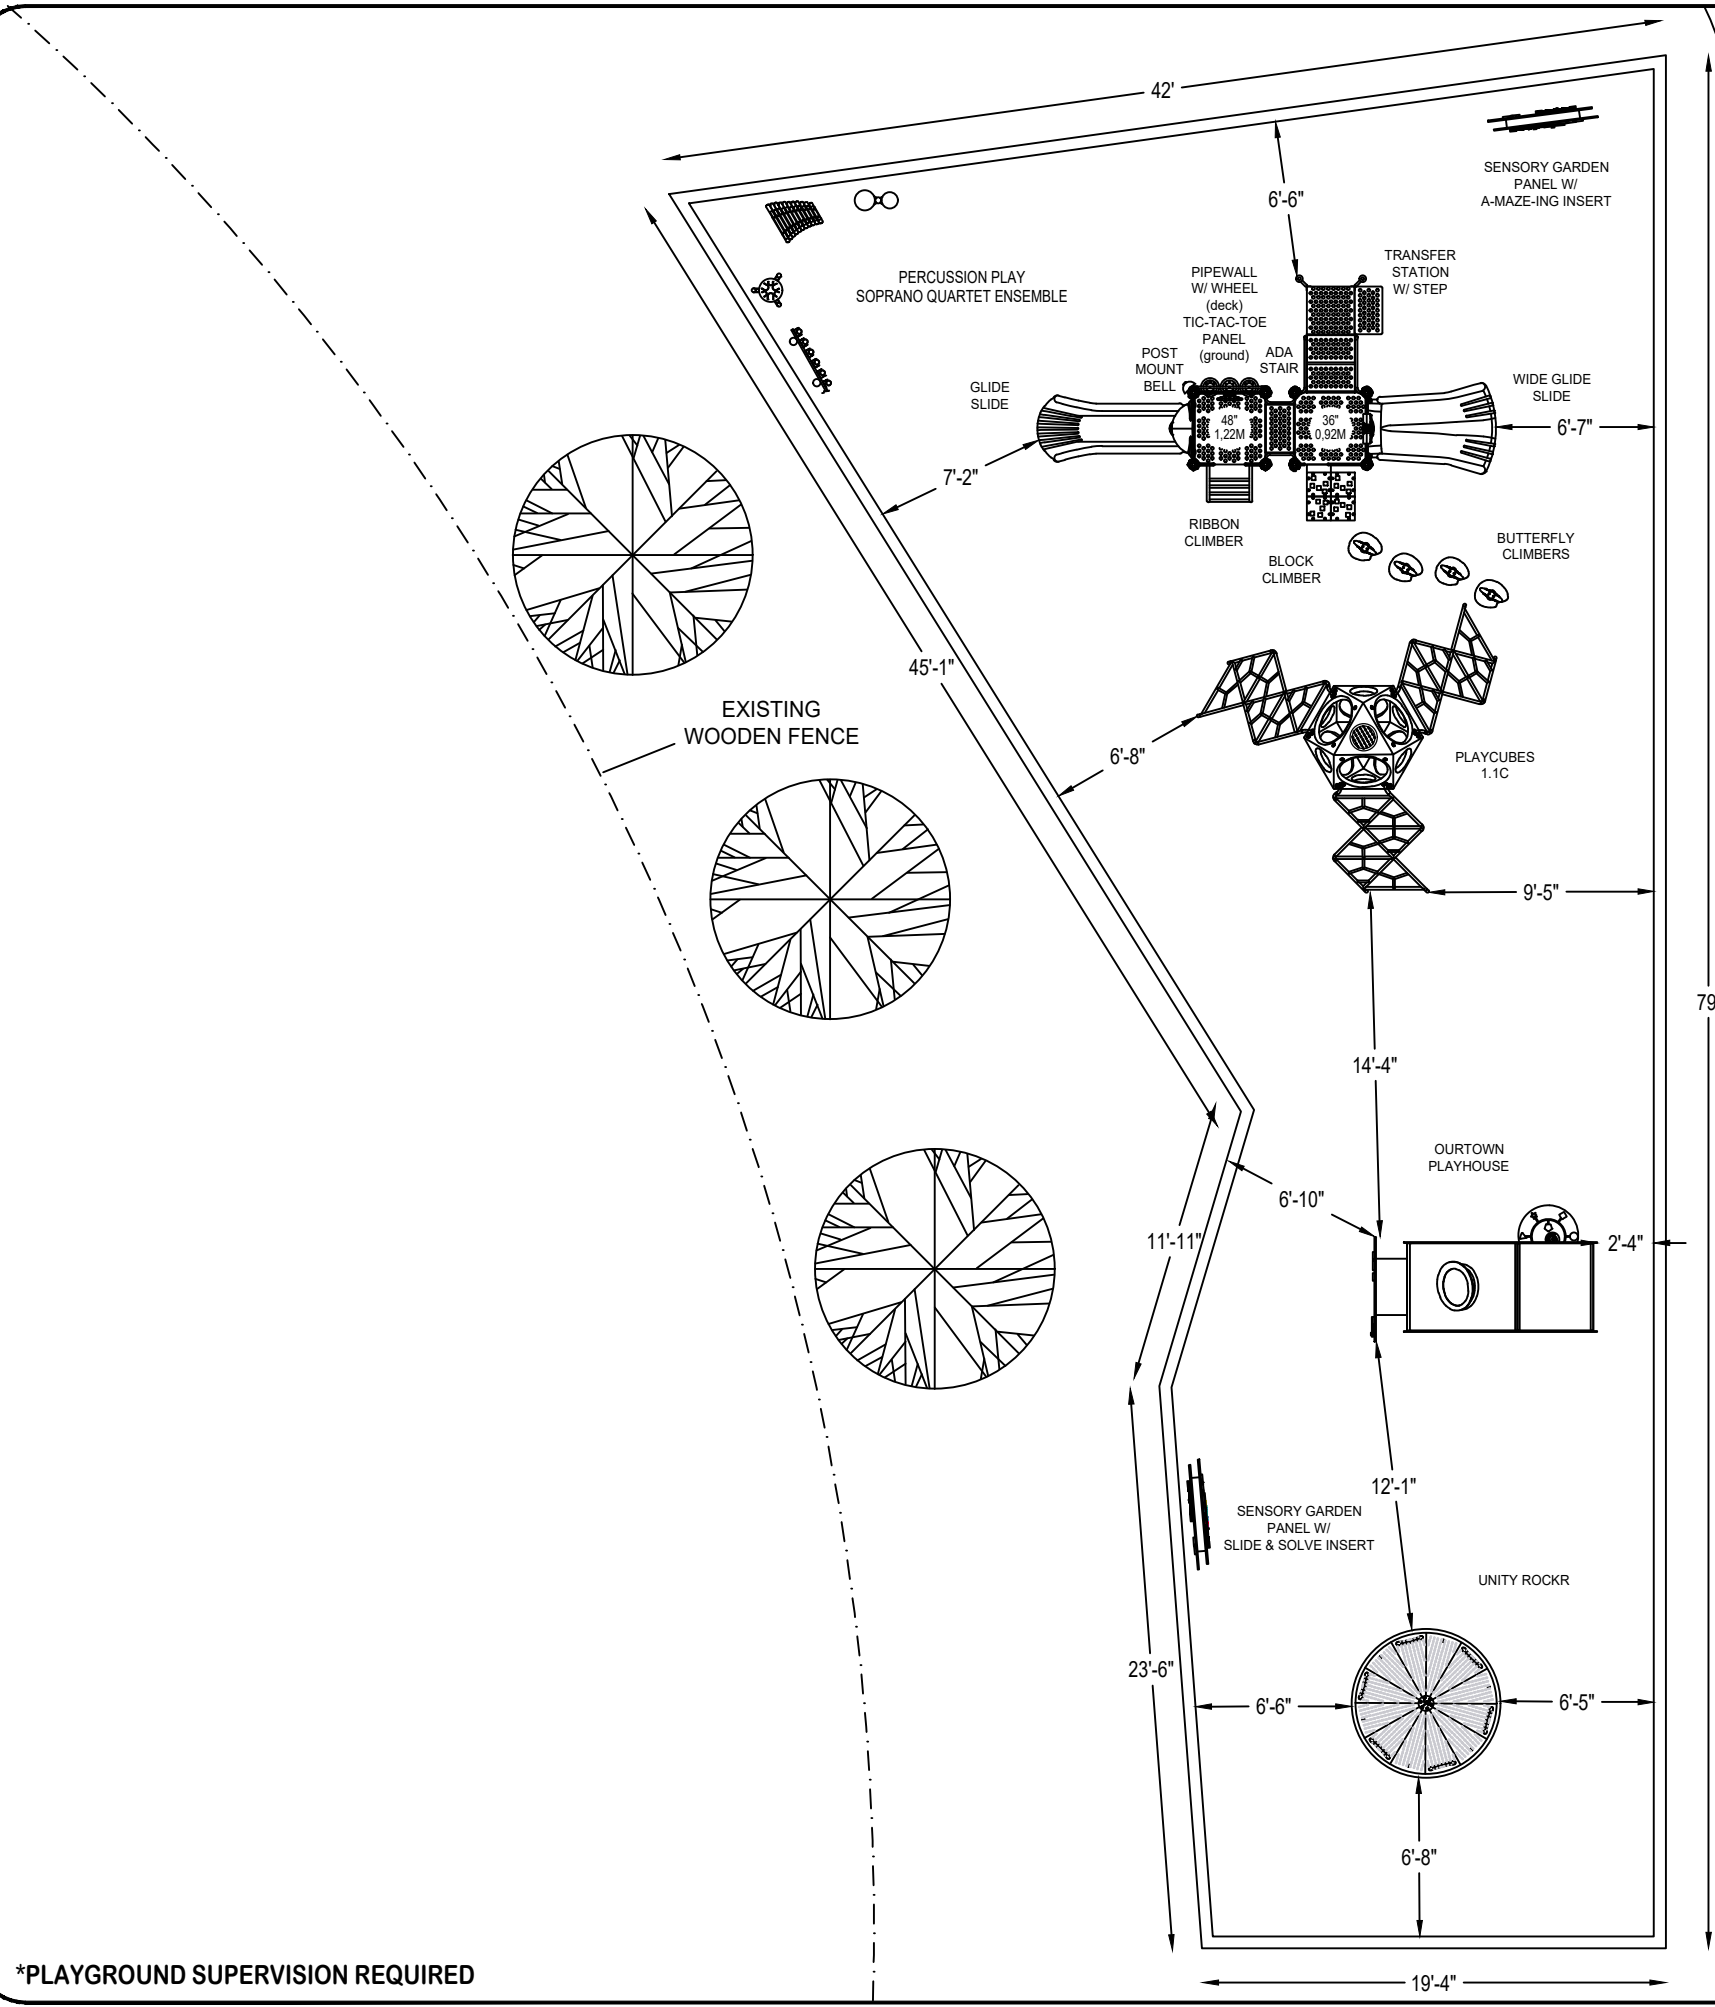 42'
SENSORY GARDEN
PANEL W/
A-MAZE-ING INSERT
6'-6"
PERCUSSION PLAY
SOPRANO QUARTET ENSEMBLE
PIPEWALL
W/ WHEEL
(deck)
TIC-TAC-TOE
PANEL
(ground)
TRANSFER
STATION
W/ STEP
POST
MOUNT
BELL
ADA
STAIR
GLIDE
SLIDE
WIDE GLIDE
SLIDE
48"
1,22M
36"
0,92M
6'-7"
7'-2"
RIBBON
CLIMBER
BLOCK
CLIMBER
BUTTERFLY
CLIMBERS
45'-1"
EXISTING
WOODEN FENCE
6'-8"
PLAYCUBES
1.1C
9'-5"
79
14'-4"
OURTOWN
PLAYHOUSE
6'-10"
11'-11"
2'-4"
12'-1"
SENSORY GARDEN
PANEL W/
SLIDE & SOLVE INSERT
UNITY ROCKR
23'-6"
6'-6"
6'-5"
6'-8"
*PLAYGROUND SUPERVISION REQUIRED
19'-4"